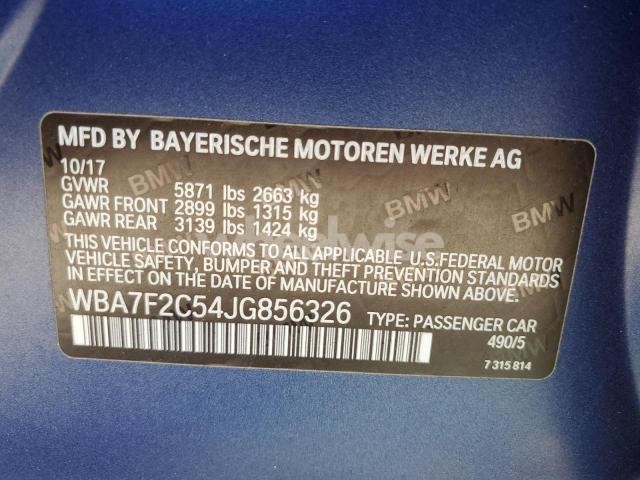 MFD BY BAYERISCHE MOTOREN WERKE AG
10/17
GVWR 5871 lbs 2663 kg
GAWR FRONT 2899 lbs 1315 kg
GAWR REAR 3139 lbs 1424 kg
THIS VEHICLE CONFORMS TO ALL APPLICABLE U.S.FEDERAL MOTOR
VEHICLE SAFETY, BUMPER AND THEFT PREVENTION STANDARDS
IN EFFECT ON THE DATE OF MANUFACTURE SHOWN ABOVE.
WBA7F2C54JG856326 TYPE: PASSENGER CAR
490/5
7 315 814
BMW
BMW
BMW